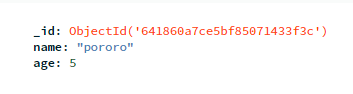 _id: ObjectId('641860a7ce5bf85071433f3c')
name: "pororo"
age: 5